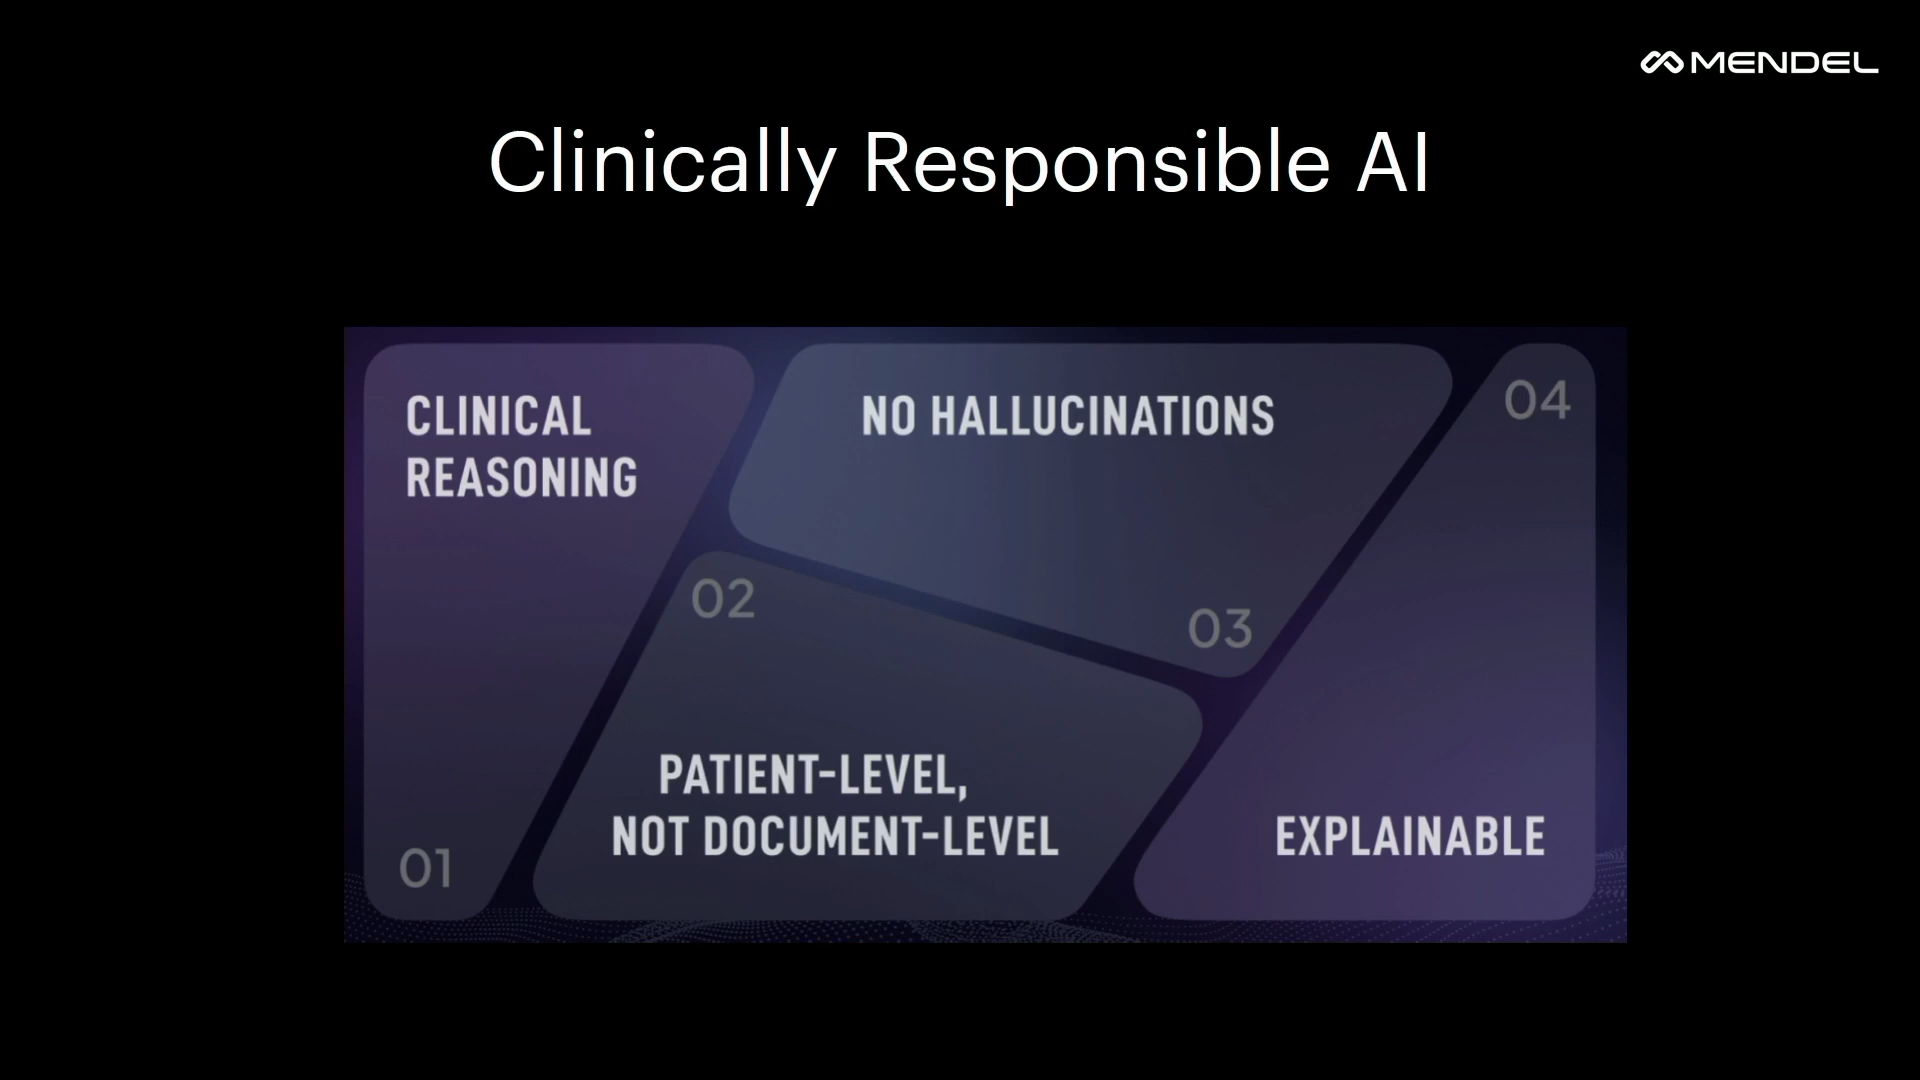 MENDEL
Clinically Responsible AI
CLINICAL
REASONING
01
02
PATIENT-LEVEL,
NOT DOCUMENT-LEVEL
NO HALLUCINATIONS
03
04
EXPLAINABLE